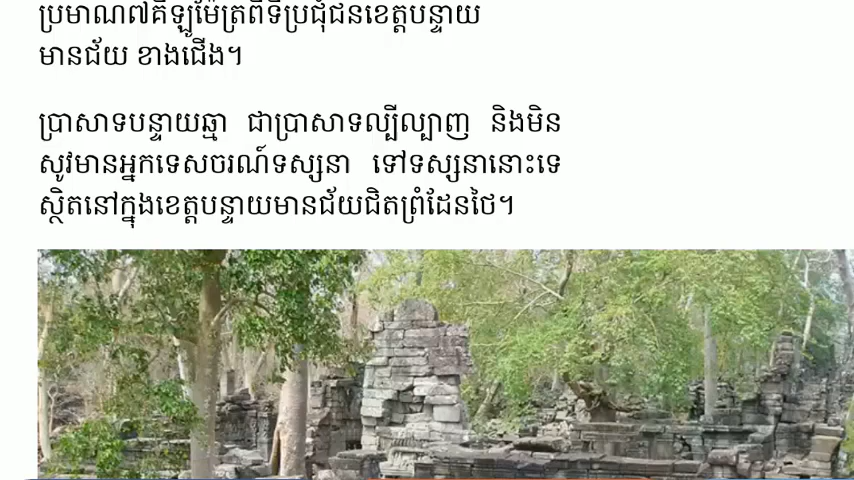 ប្រមាណ៧គីឡូម៉ែត្រពីទីប្រជុំជនខេត្តបន្ទាយ
មានជ័យ ខាងជើង។
ប្រាសាទបន្ទាយឆ្មា ជាប្រាសាទល្បីល្បាញ និងមិន
សូវមានអ្នកទេសចរណ៍ទស្សនា ទៅទស្សនានោះទេ
ស្ថិតនៅក្នុងខេត្តបន្ទាយមានជ័យជិតព្រំដែនថៃ។